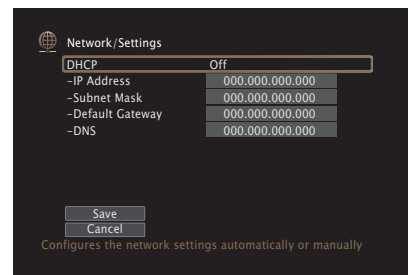 Network/Settings
DHCP Off
-IP Address 000.000.000.000
-Subnet Mask 000.000.000.000
-Default Gateway 000.000.000.000
-DNS 000.000.000.000
Save
Cancel
Configures the network settings automatically or manually